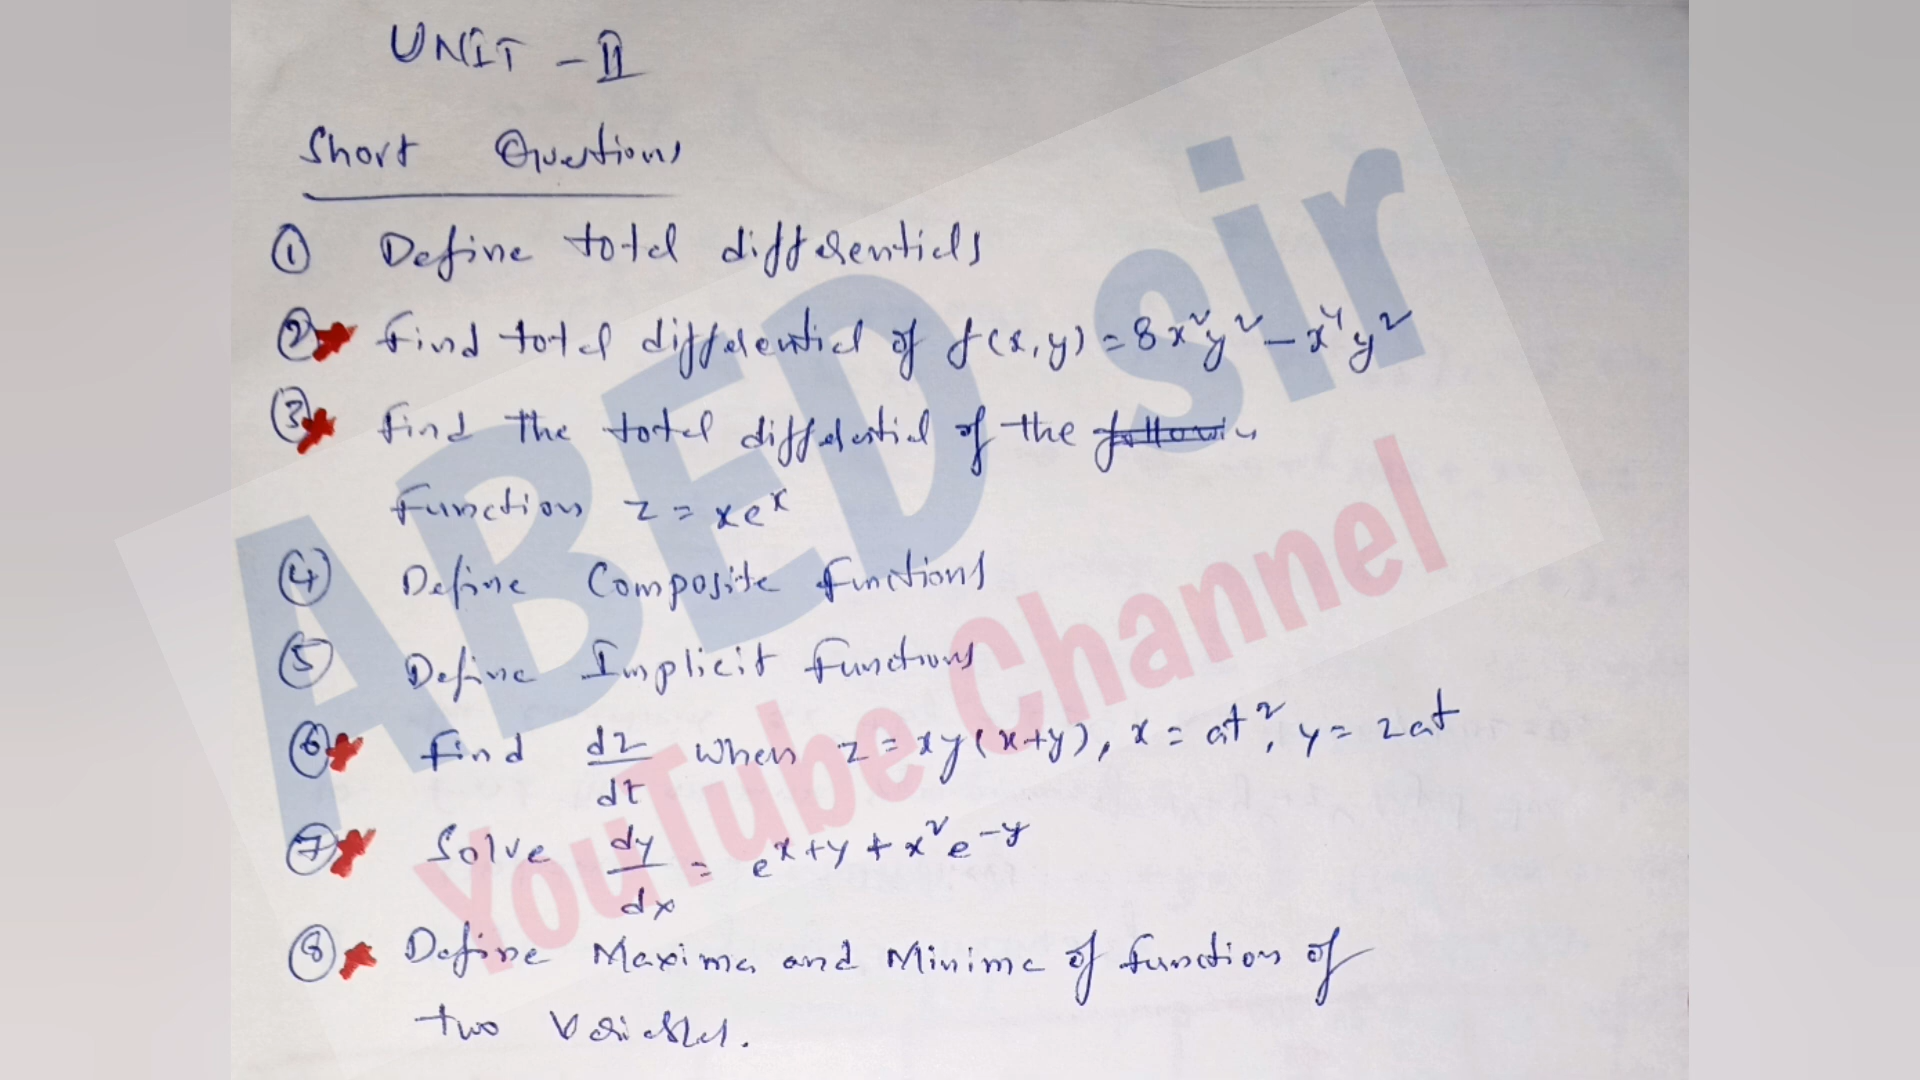 UNIT - II
Short Questions
① Define total differentials
② Find total differential of f(x,y) = 8x²y² - x⁴y²
③ Find the total differential of the followin
Function z = xeˣ
④ Define Composite Functions
⑤ Define Implicit Functions
⑥ Find dz/dt when z = xy(x+y), x = at², y = 2at
⑦ Solve dy/dx = e^x+y + x²e^-y
⑧ Define Maxima and Minima of function of
two variables.
ABED sir
YouTube Channel